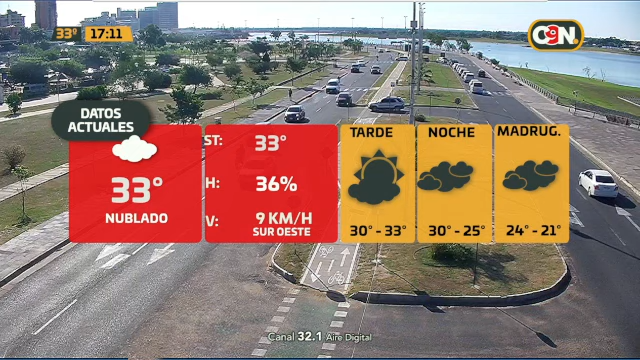 33° 17:11
C9N
DATOS
ACTUALES
33°
NUBLADO
ST: 33°
H: 36%
V: 9 KM/H
SUR OESTE
TARDE
30° - 33°
NOCHE
30° - 25°
MADRUG.
24° - 21°
Canal 32.1 Aire Digital